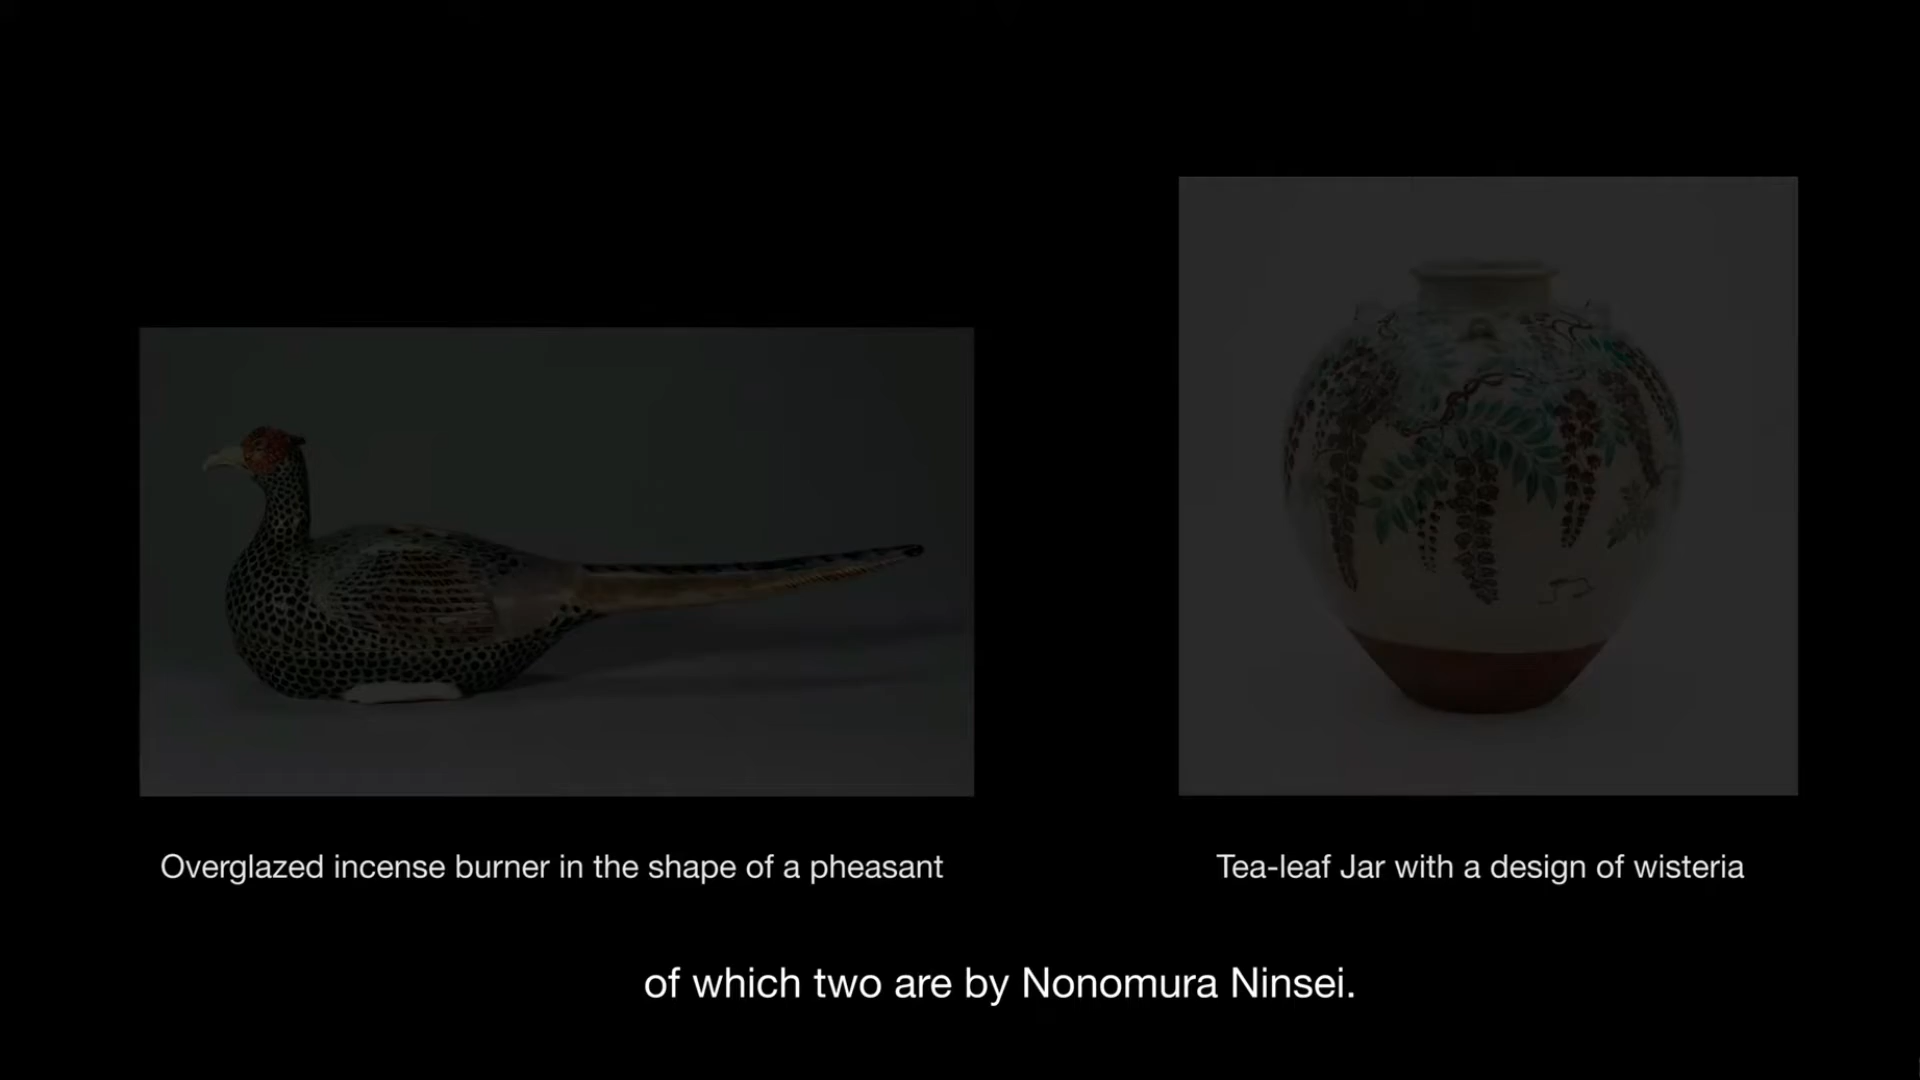 Overglazed incense burner in the shape of a pheasant
Tea-leaf Jar with a design of wisteria
of which two are by Nonomura Ninsei.